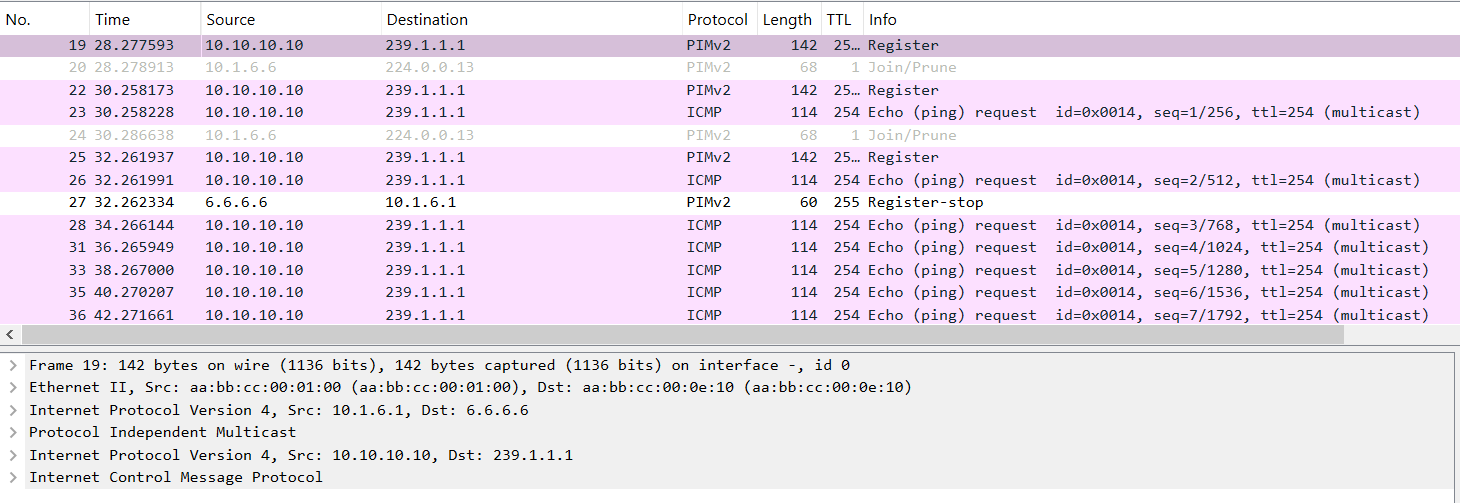 No. Time Source Destination Protocol Length TTL Info
19 28.277593 10.10.10.10 239.1.1.1 PIMv2 142 25… Register
20 28.278913 10.1.6.6 224.0.0.13 PIMv2 68 1 Join/Prune
22 30.258173 10.10.10.10 239.1.1.1 PIMv2 142 25… Register
23 30.258228 10.10.10.10 239.1.1.1 ICMP 114 254 Echo (ping) request id=0x0014, seq=1/256, ttl=254 (multicast)
24 30.286638 10.1.6.6 224.0.0.13 PIMv2 68 1 Join/Prune
25 32.261937 10.10.10.10 239.1.1.1 PIMv2 142 25… Register
26 32.261991 10.10.10.10 239.1.1.1 ICMP 114 254 Echo (ping) request id=0x0014, seq=2/512, ttl=254 (multicast)
27 32.262334 6.6.6.6 10.1.6.1 PIMv2 60 255 Register-stop
28 34.266144 10.10.10.10 239.1.1.1 ICMP 114 254 Echo (ping) request id=0x0014, seq=3/768, ttl=254 (multicast)
31 36.265949 10.10.10.10 239.1.1.1 ICMP 114 254 Echo (ping) request id=0x0014, seq=4/1024, ttl=254 (multicast)
33 38.267000 10.10.10.10 239.1.1.1 ICMP 114 254 Echo (ping) request id=0x0014, seq=5/1280, ttl=254 (multicast)
35 40.270207 10.10.10.10 239.1.1.1 ICMP 114 254 Echo (ping) request id=0x0014, seq=6/1536, ttl=254 (multicast)
36 42.271661 10.10.10.10 239.1.1.1 ICMP 114 254 Echo (ping) request id=0x0014, seq=7/1792, ttl=254 (multicast)
Frame 19: 142 bytes on wire (1136 bits), 142 bytes captured (1136 bits) on interface -, id 0
Ethernet II, Src: aa:bb:cc:00:01:00 (aa:bb:cc:00:01:00), Dst: aa:bb:cc:00:0e:10 (aa:bb:cc:00:0e:10)
Internet Protocol Version 4, Src: 10.1.6.1, Dst: 6.6.6.6
Protocol Independent Multicast
Internet Protocol Version 4, Src: 10.10.10.10, Dst: 239.1.1.1
Internet Control Message Protocol